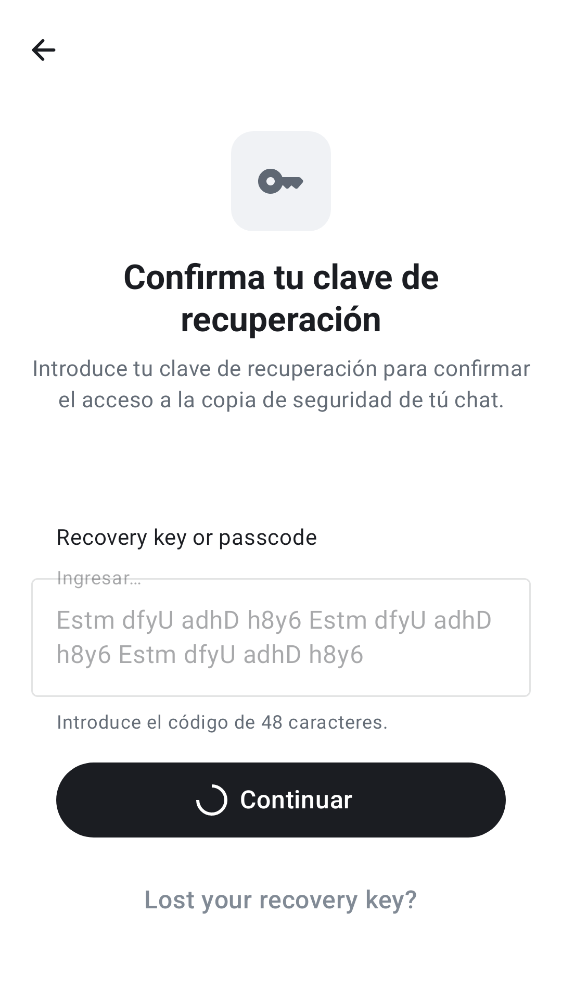 Confirma tu clave de
recuperación
Introduce tu clave de recuperación para confirmar
el acceso a la copia de seguridad de tú chat.
Recovery key or passcode
Ingresar…
Estm dfyU adhD h8y6 Estm dfyU adhD
h8y6 Estm dfyU adhD h8y6
Introduce el código de 48 caracteres.
Continuar
Lost your recovery key?